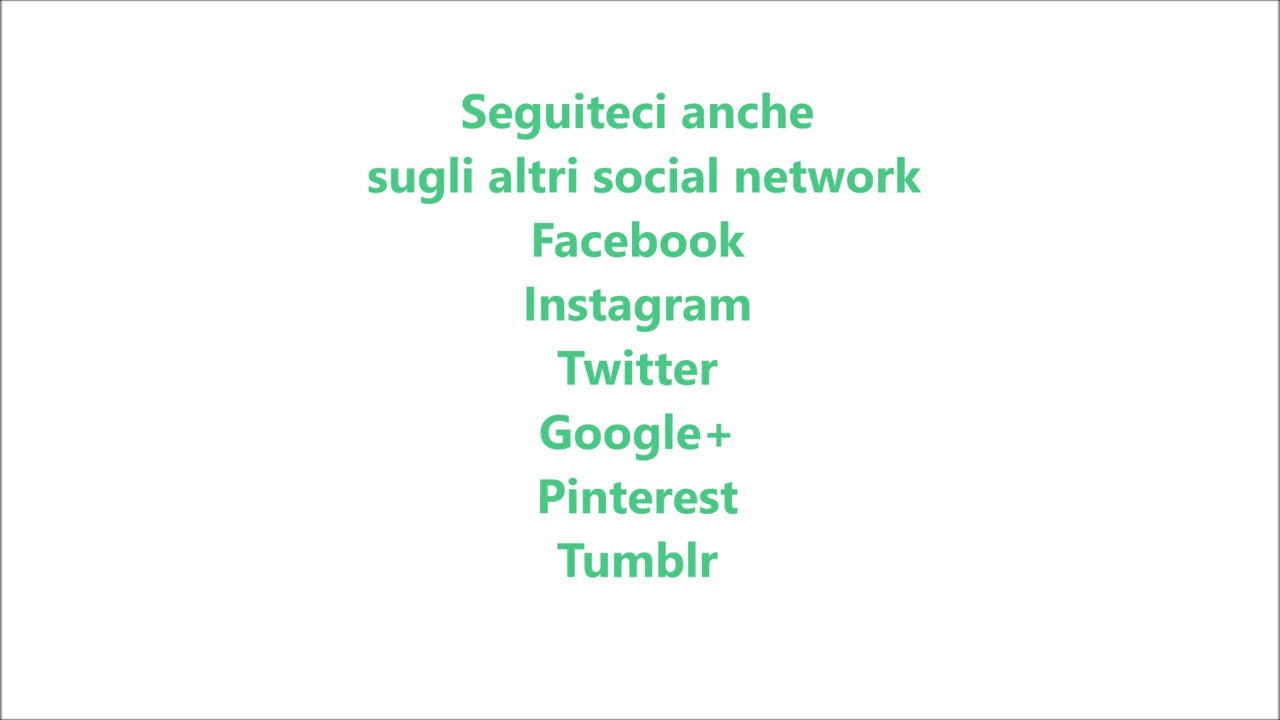 Seguiteci anche
sugli altri social network
Facebook
Instagram
Twitter
Google+
Pinterest
Tumblr